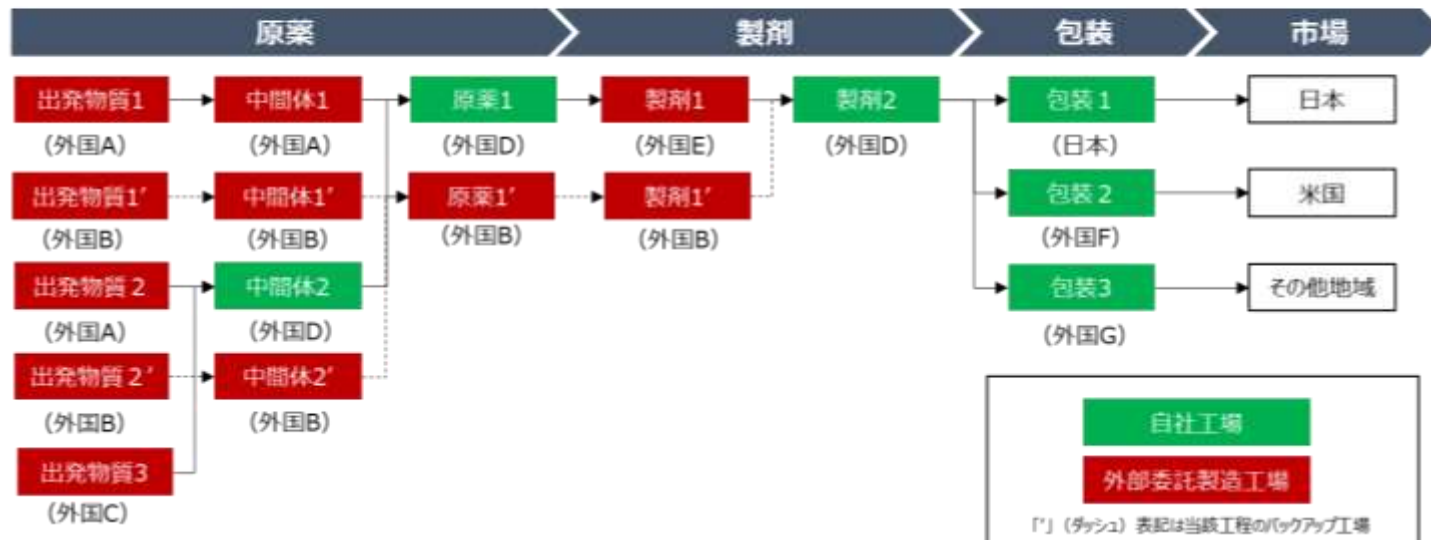 原薬
製剤
包装
市場
出発物質1
中間体1
原薬1
製剤1
製剤2
包装1
日本
(外国A)
(外国A)
(外国D)
(外国E)
(外国D)
(日本)
出発物質1’
中間体1’
原薬1’
製剤1’
包装2
米国
(外国B)
(外国B)
(外国B)
(外国B)
(外国F)
出発物質2
中間体2
包装3
その他地域
(外国A)
(外国D)
(外国G)
出発物質2’
中間体2’
(外国B)
(外国B)
出発物質3
(外国C)
自社工場
外部委託製造工場
「’」(ダッシュ)表記は当該工程のバックアップ工場